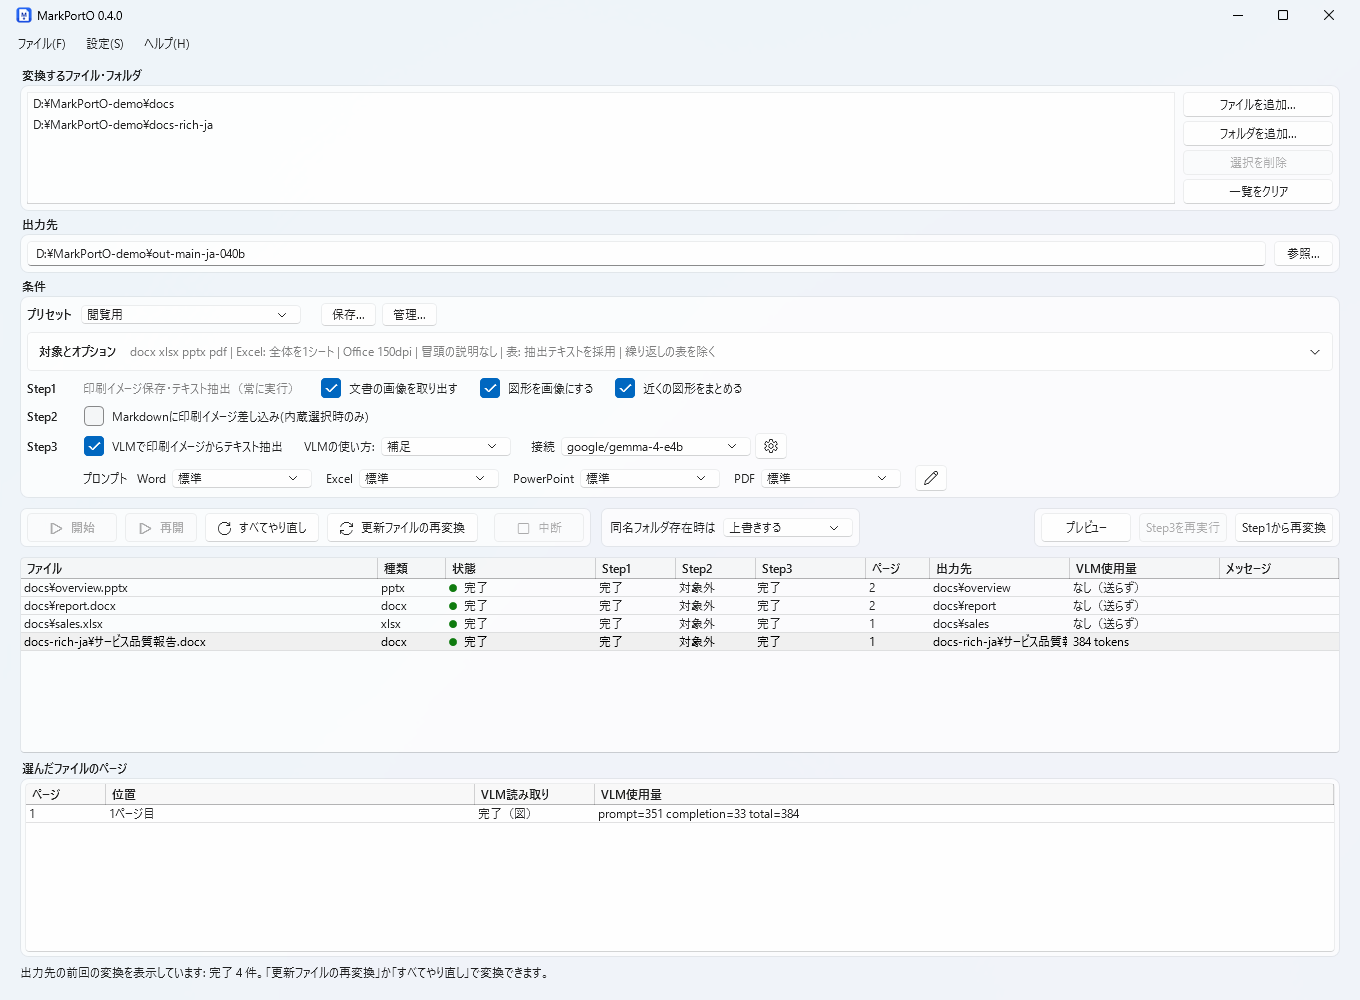 MarkPortO 0.4.0
ファイル(F) 設定(S) ヘルプ(H)
変換するファイル・フォルダ
D:¥MarkPortO-demo¥docs
D:¥MarkPortO-demo¥docs-rich-ja
ファイルを追加...
フォルダを追加...
選択を削除
一覧をクリア
出力先
D:¥MarkPortO-demo¥out-main-ja-040b 参照...
条件
プリセット 閲覧用 保存... 管理...
対象とオプション docx xlsx pptx pdf | Excel: 全体を1シート | Office 150dpi | 冒頭の説明なし | 表: 抽出テキストを採用 | 繰り返しの表を除く
Step1 印刷イメージ保存・テキスト抽出（常に実行） 文書の画像を取り出す 図形を画像にする 近くの図形をまとめる
Step2 Markdownに印刷イメージ差し込み(内蔵選択時のみ)
Step3 VLMで印刷イメージからテキスト抽出 VLMの使い方: 補足 接続 google/gemma-4-e4b
プロンプト Word 標準 Excel 標準 PowerPoint 標準 PDF 標準
開始 再開 すべてやり直し 更新ファイルの再変換 中断 同名フォルダ存在時は 上書きする プレビュー Step3を再実行 Step1から再変換
ファイル 種類 状態 Step1 Step2 Step3 ページ 出力先 VLM使用量 メッセージ
docs¥overview.pptx pptx 完了 完了 対象外 完了 2 docs¥overview なし（送らず）
docs¥report.docx docx 完了 完了 対象外 完了 2 docs¥report なし（送らず）
docs¥sales.xlsx xlsx 完了 完了 対象外 完了 1 docs¥sales なし（送らず）
docs-rich-ja¥サービス品質報告.docx docx 完了 完了 対象外 完了 1 docs-rich-ja¥サービス品質報 384 tokens
選んだファイルのページ
ページ 位置 VLM読み取り VLM使用量
1 1ページ目 完了（図） prompt=351 completion=33 total=384
出力先の前回の変換を表示しています: 完了 4 件。「更新ファイルの再変換」か「すべてやり直し」で変換できます。